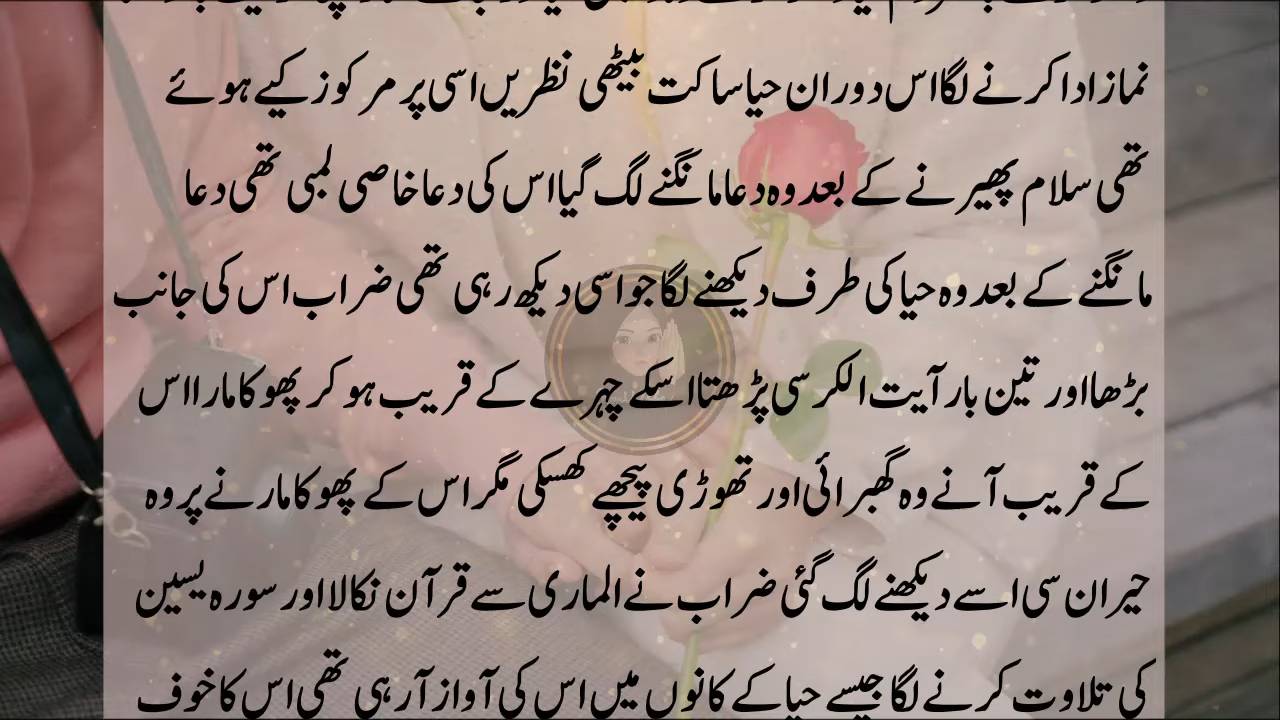 نماز ادا کرنے لگا اس دوران حیا ساکت بیٹھی نظریں اسی پر مرکوز کیے ہوئے
تھی سلام پھیرنے کے بعد وہ دعا مانگنے لگ گیا اس کی دعا خاصی لمبی تھی دعا
مانگنے کے بعد وہ حیا کی طرف دیکھنے لگا جو اسی دیکھ رہی تھی ضراب اس کی جانب
بڑھا اور تین بار آیت الکرسی پڑھتا اسکے چہرے کے قریب ہو کر پھوکا مارا اس
کے قریب آنے وہ گھبرائی اور تھوڑی پیچھے کھسکی مگر اس کے پھوکا مارنے پر وہ
حیران سی اسے دیکھنے لگ گئی ضراب نے الماری سے قرآن نکالا اور سورہ یسین
کی تلاوت کرنے لگا جیسے حیا کے کانوں میں اس کی آواز آرہی تھی اس کا خوف